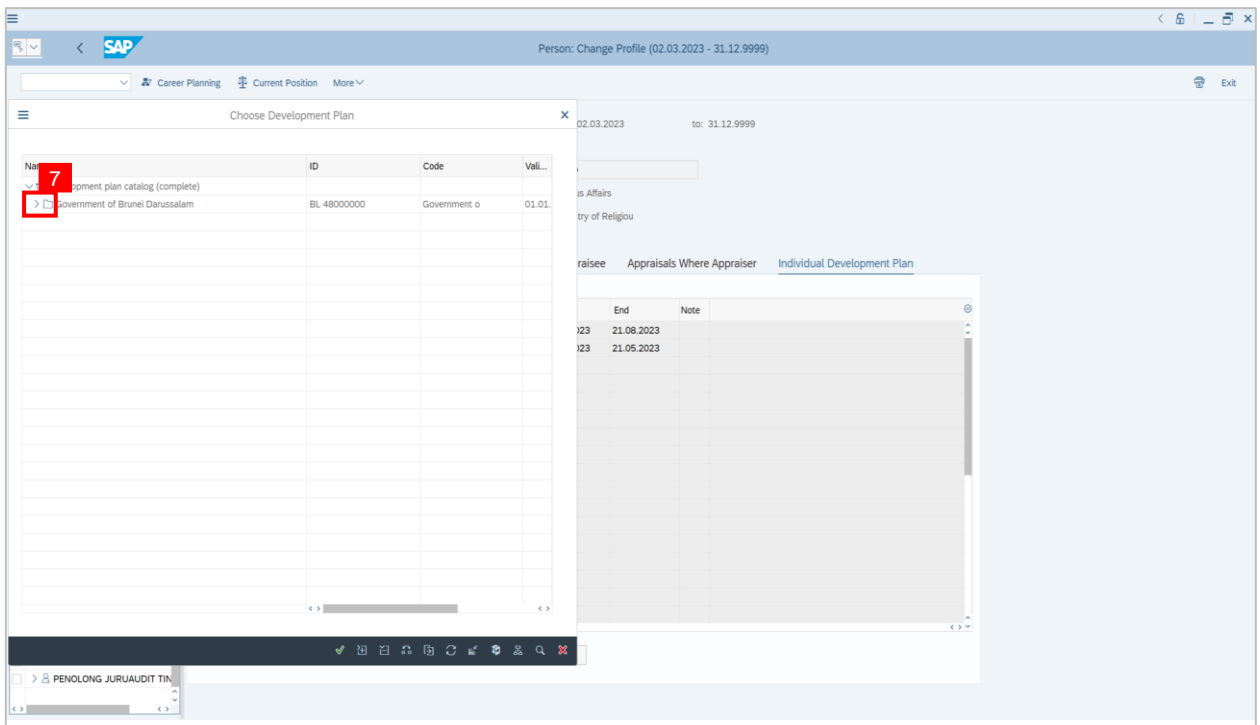 SAP
Person: Change Profile (02.03.2023 - 31.12.9999)
Career Planning Current Position More Exit
Choose Development Plan
02.03.2023 to: 31.12.9999
ID Code Vali...
7
opment plan catalog (complete)
Government of Brunei Darussalam BL 48000000 Government o 01.01.
us Affairs
try of Religiou
raisee Appraisals Where Appraiser Individual Development Plan
End Note
023 21.08.2023
023 21.05.2023
PENOLONG JURUAUDIT TIN